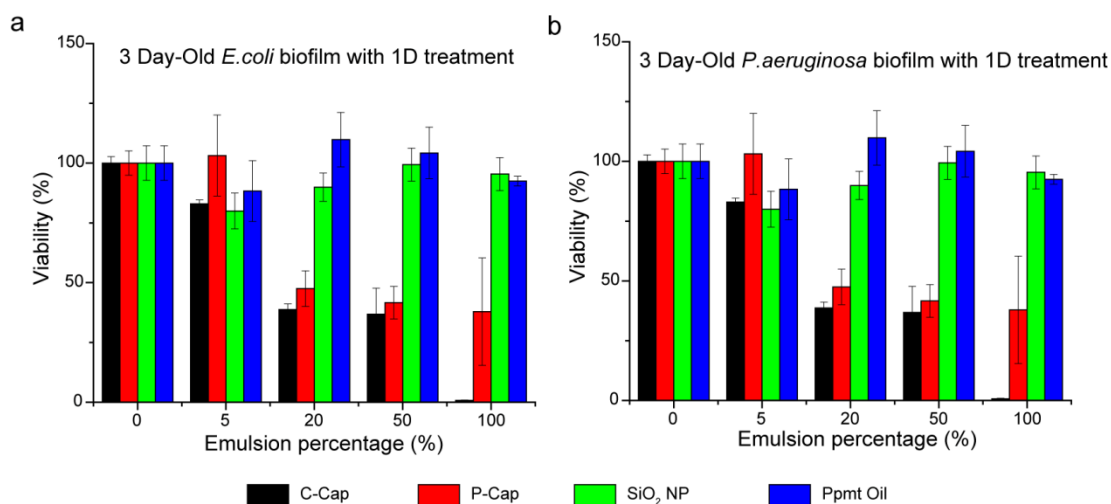 a
3 Day-Old E.coli biofilm with 1D treatment
Viability (%)
150
100
50
0
0 5 20 50 100
Emulsion percentage (%)
b
3 Day-Old P.aeruginosa biofilm with 1D treatment
Viability (%)
150
100
50
0
0 5 20 50 100
Emulsion percentage (%)
C-Cap P-Cap SiO₂ NP Ppmt Oil